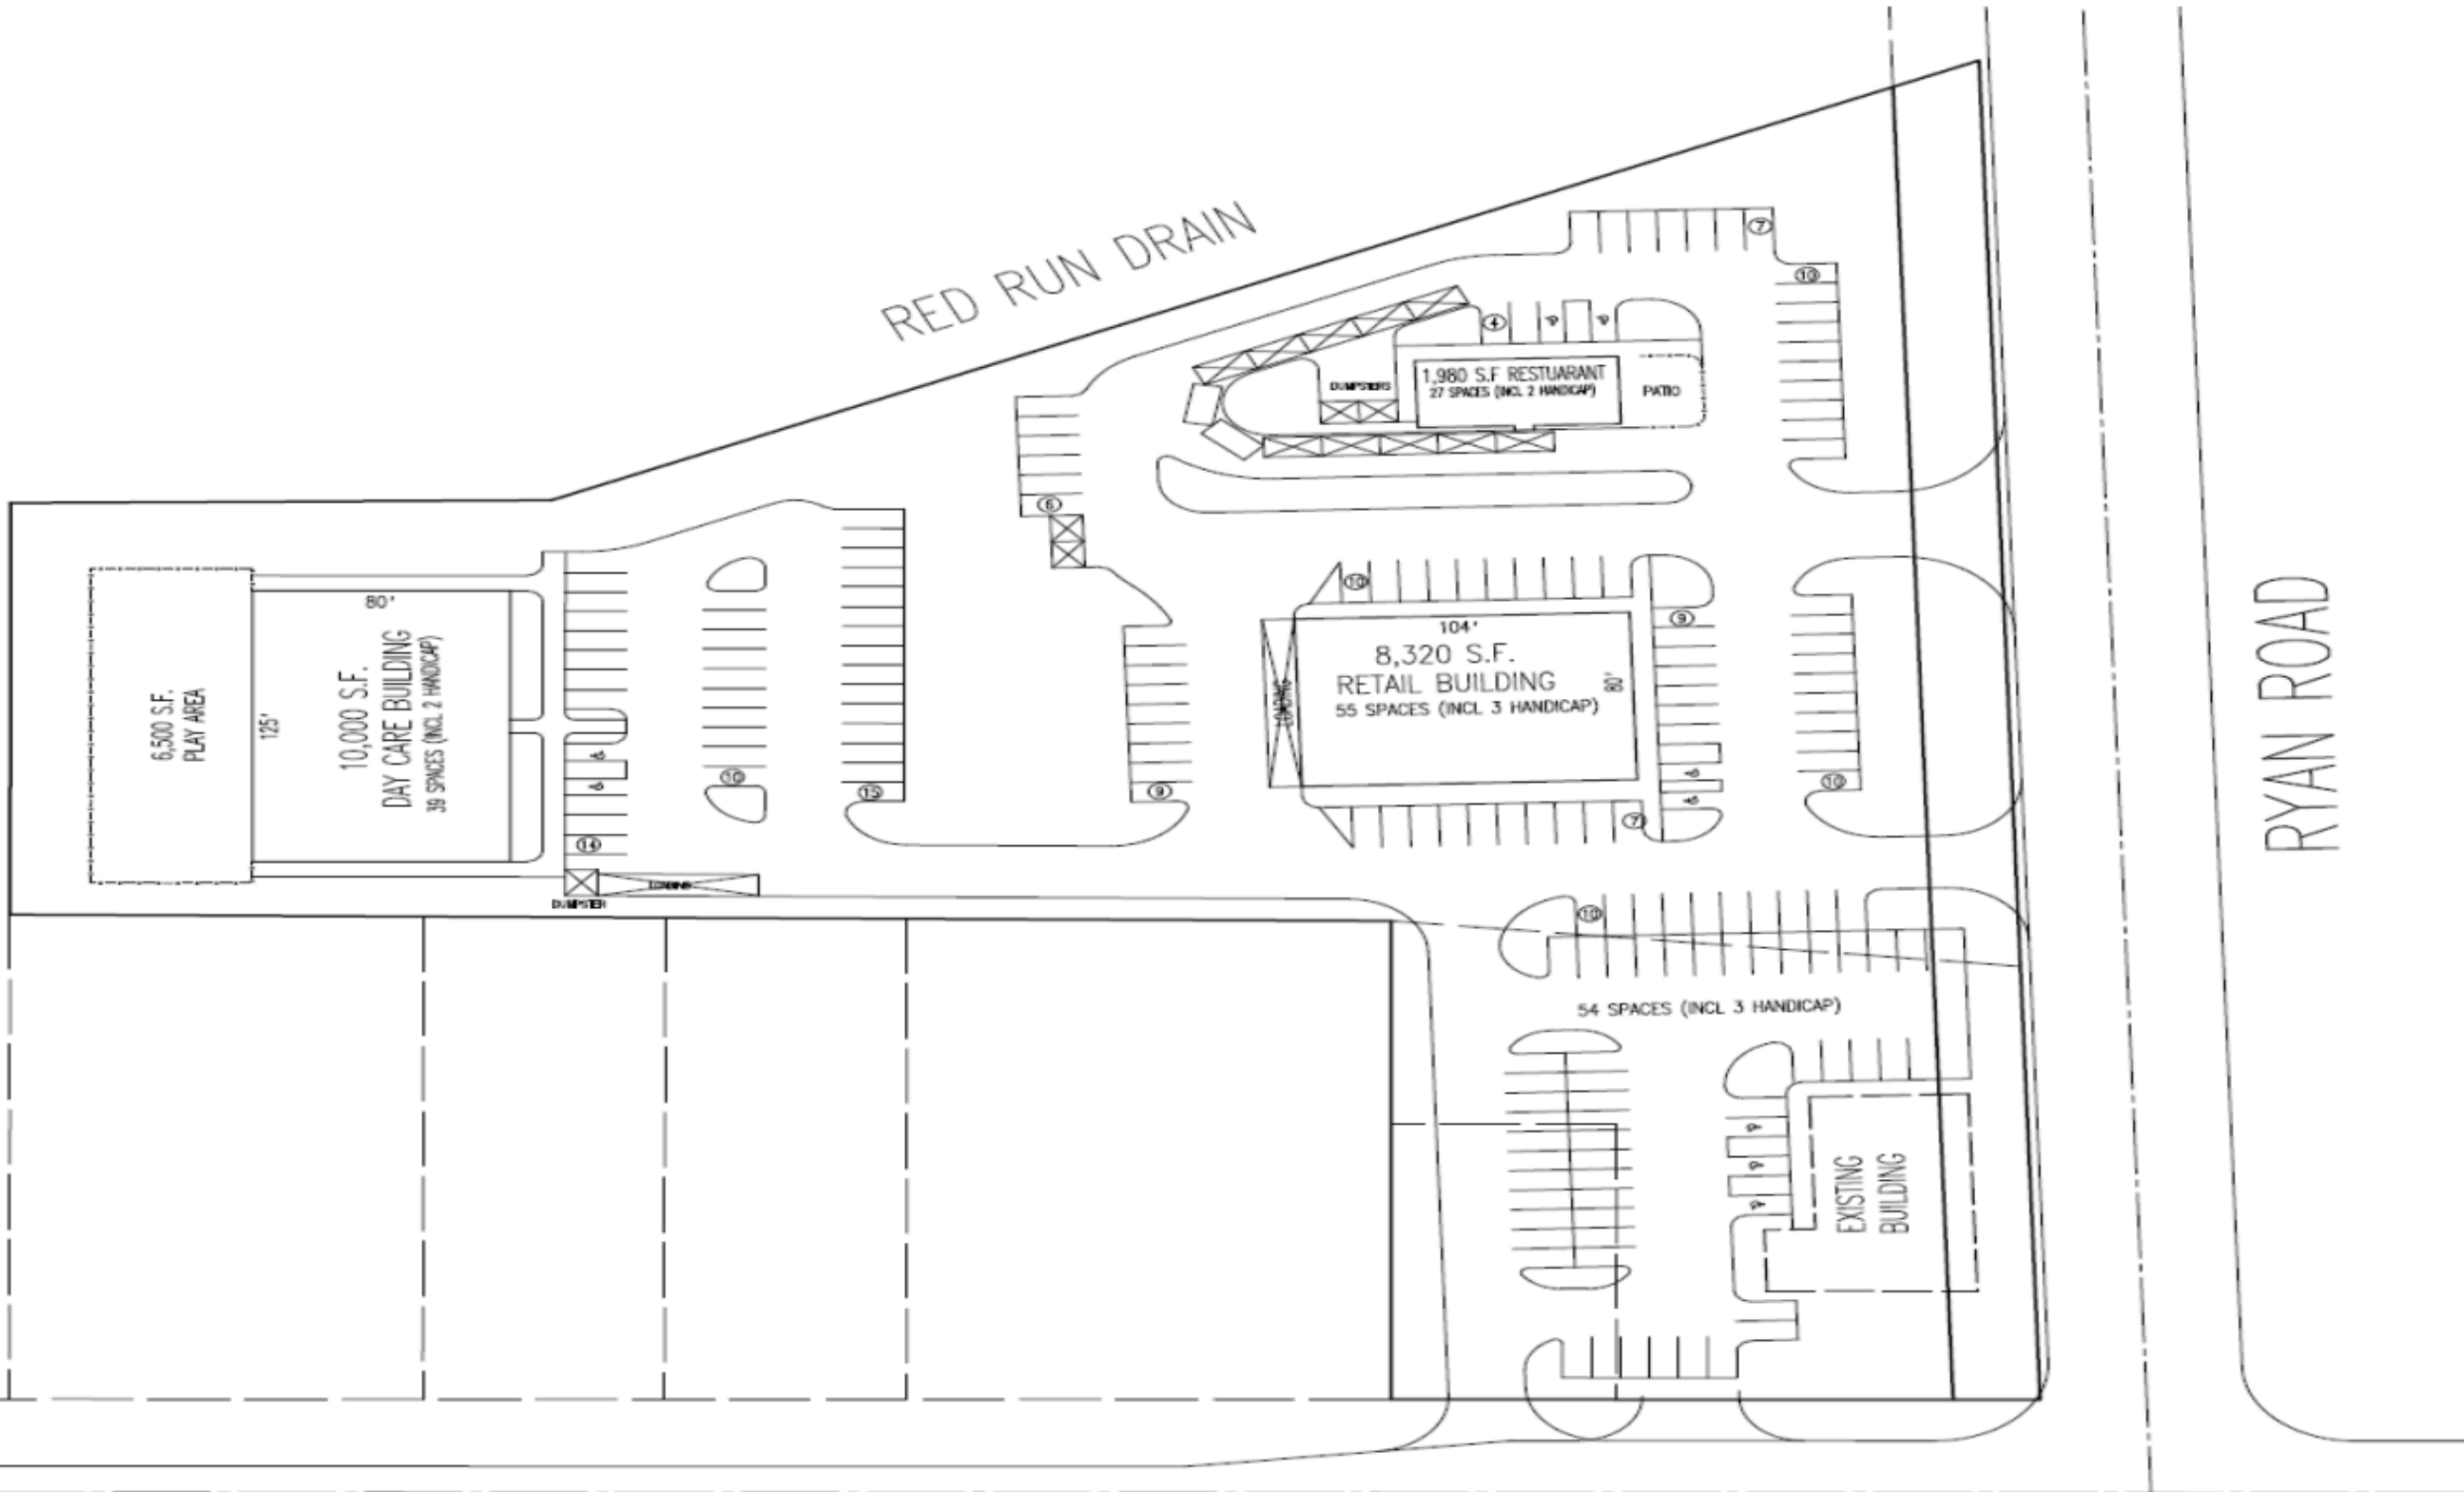 RED RUN DRAIN
7
10
4
1,980 S.F RESTUARANT
27 SPACES (INCL 2 HANDICAP)
DUMPSTERS
PATIO
6
10
9
104'
8,320 S.F.
RETAIL BUILDING
80'
55 SPACES (INCL 3 HANDICAP)
LOADING
7
10
9
15
10
14
80'
6,500 S.F.
PLAY AREA
125'
10,000 S.F.
DAY CARE BUILDING
39 SPACES (INCL 2 HANDICAP)
LOADING
DUMPSTER
10
54 SPACES (INCL 3 HANDICAP)
EXISTING
BUILDING
RYAN ROAD